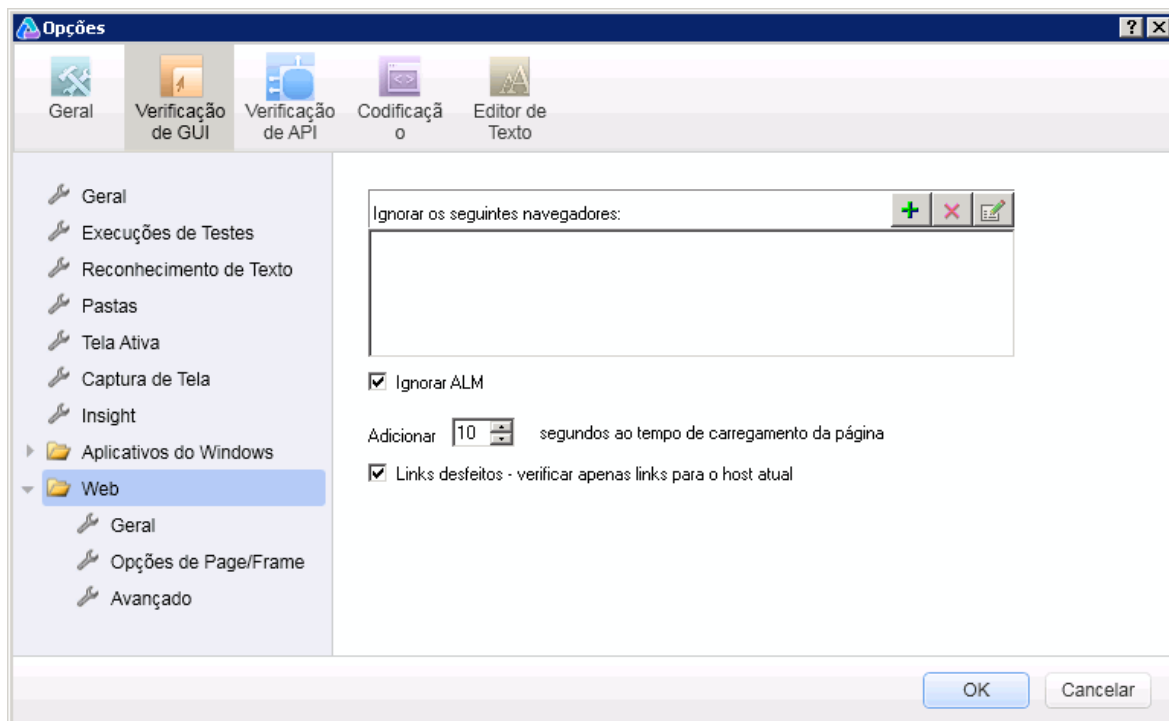 Opções
Geral
Verificação
de GUI
Verificação
de API
Codificaçã
o
Editor de
Texto
Geral
Execuções de Testes
Reconhecimento de Texto
Pastas
Tela Ativa
Captura de Tela
Insight
Aplicativos do Windows
Web
Geral
Opções de Page/Frame
Avançado
Ignorar os seguintes navegadores:
Ignorar ALM
Adicionar 10 segundos ao tempo de carregamento da página
Links desfeitos - verificar apenas links para o host atual
OK
Cancelar